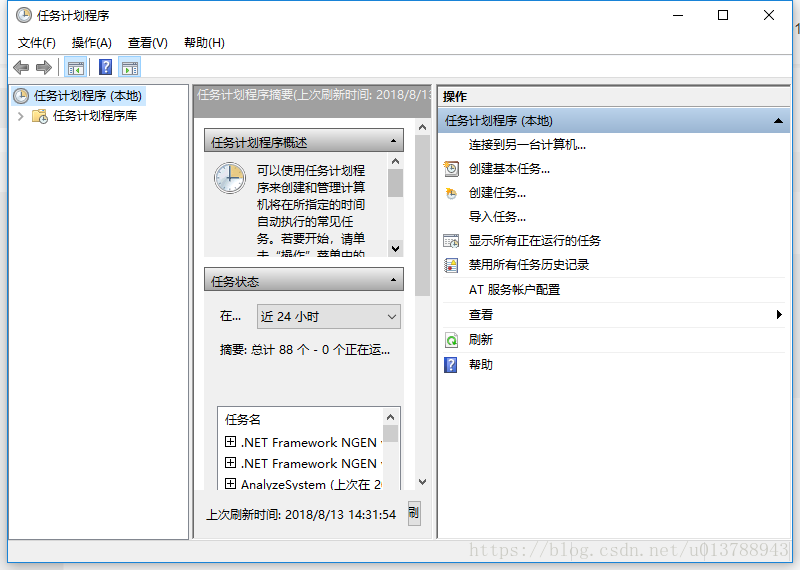 任务计划程序
文件(F) 操作(A) 查看(V) 帮助(H)
任务计划程序 (本地)
任务计划程序库
任务计划程序摘要(上次刷新时间: 2018/8/13
任务计划程序概述
可以使用任务计划程
序来创建和管理计算
机将在所指定的时间
自动执行的常见任
务。若要开始，请单
击“操作”菜单中的
任务状态
在... 近 24 小时
摘要: 总计 88 个 - 0 个正在运...
任务名
.NET Framework NGEN
.NET Framework NGEN
AnalyzeSystem (上次在 20
上次刷新时间: 2018/8/13 14:31:54 刷
操作
任务计划程序 (本地)
连接到另一台计算机...
创建基本任务...
创建任务...
导入任务...
显示所有正在运行的任务
禁用所有任务历史记录
AT 服务帐户配置
查看
刷新
帮助
https://blog.csdn.net/u013788943